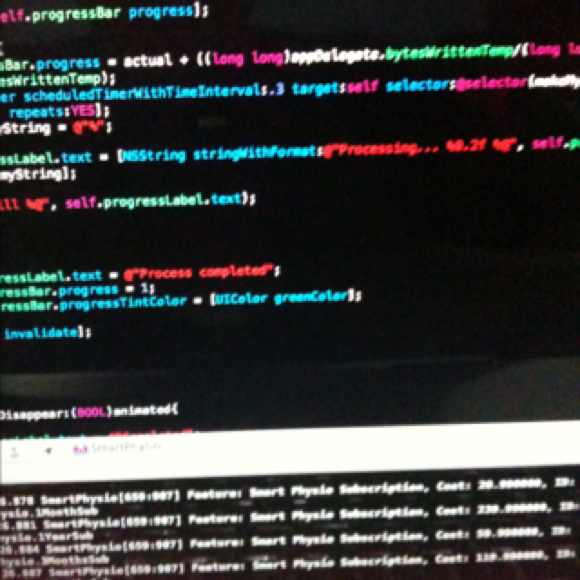 elf.progressBar progress];
sBar.progress = actual + ((long long)appDelegate.bytesWrittenTemp/(long lo
esWrittenTemp);
er scheduledTimerWithTimeInterval:.3 target:self selector:@selector(makeMy
repeats:YES];
yString = @"%";
essLabel.text = [NSString stringWithFormat:@"Processing... %0.2f %@", self.p
myString];
ill %@", self.progressLabel.text);
ressLabel.text = @"Process completed";
ressBar.progress = 1;
ressBar.progressTintColor = [UIColor greenColor];
invalidate];
Disappear:(BOOL)animated{
SmartPhysio
6.878 SmartPhysio[659:907] Feature: Smart Physio Subscription, Cost: 20.000000, ID:
ysio.1MonthSub
6.881 SmartPhysio[659:907] Feature: Smart Physio Subscription, Cost: 230.000000, ID:
ysio.1YearSub
26.884 SmartPhysio[659:907] Feature: Smart Physio Subscription, Cost: 50.000000, ID:
hysio.3MonthsSub
26.887 SmartPhysio[659:907] Feature: Smart Physio Subscription, Cost: 110.000000, ID: